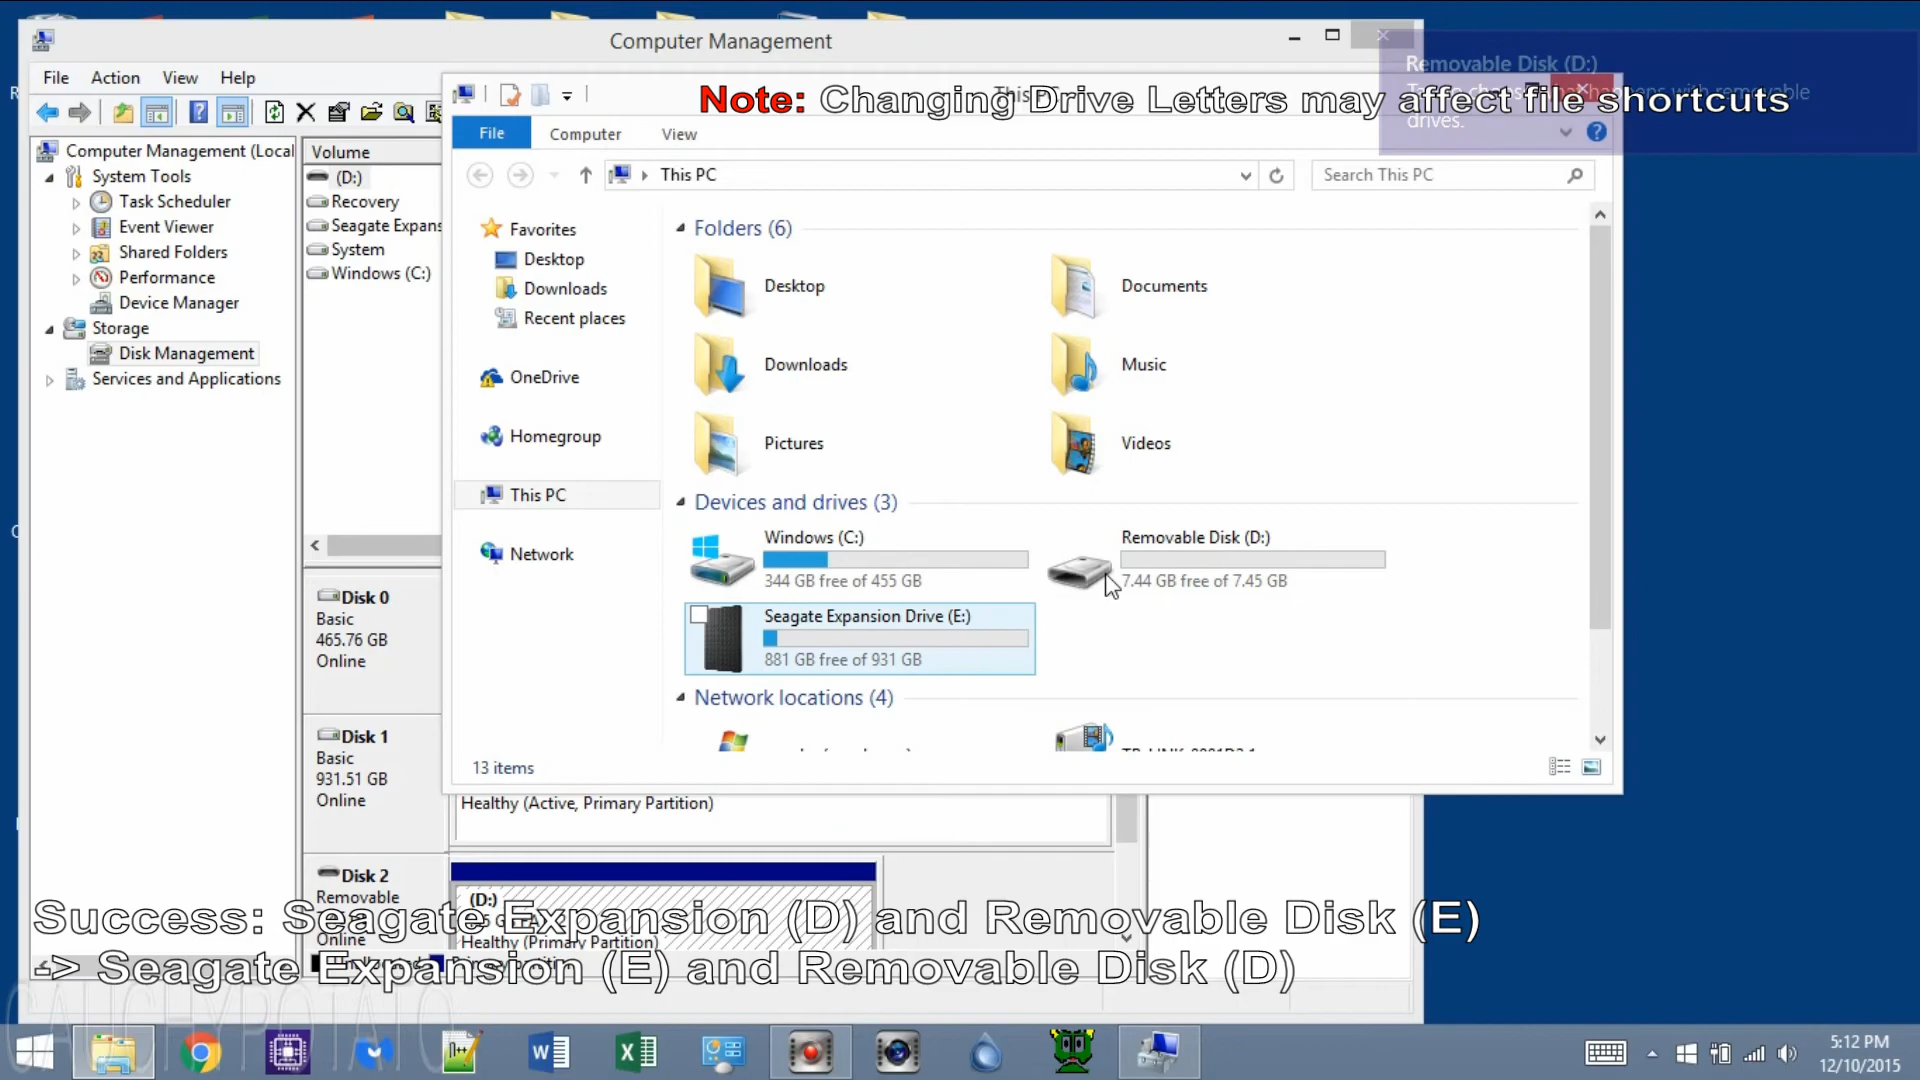 Computer Management
File Action View Help
Removable Disk (D:)
drives.
Note: Changing Drive Letters may affect file shortcuts
File Computer View
This PC
Search This PC
Computer Management (Local
System Tools
Task Scheduler
Event Viewer
Shared Folders
Performance
Device Manager
Storage
Disk Management
Services and Applications
Volume
(D:)
Recovery
Seagate Expans
System
Windows (C:)
Favorites
Desktop
Downloads
Recent places
OneDrive
Homegroup
This PC
Network
Folders (6)
Desktop
Documents
Downloads
Music
Pictures
Videos
Devices and drives (3)
Windows (C:)
344 GB free of 455 GB
Removable Disk (D:)
7.44 GB free of 7.45 GB
Seagate Expansion Drive (E:)
881 GB free of 931 GB
Network locations (4)
13 items
Disk 0
Basic
465.76 GB
Online
Disk 1
Basic
931.51 GB
Online
Healthy (Active, Primary Partition)
Disk 2
Removable
Online
(D:)
Healthy (Primary Partition)
Success: Seagate Expansion (D) and Removable Disk (E)
-> Seagate Expansion (E) and Removable Disk (D)
CAUCHYPOTATO
5:12 PM
12/10/2015